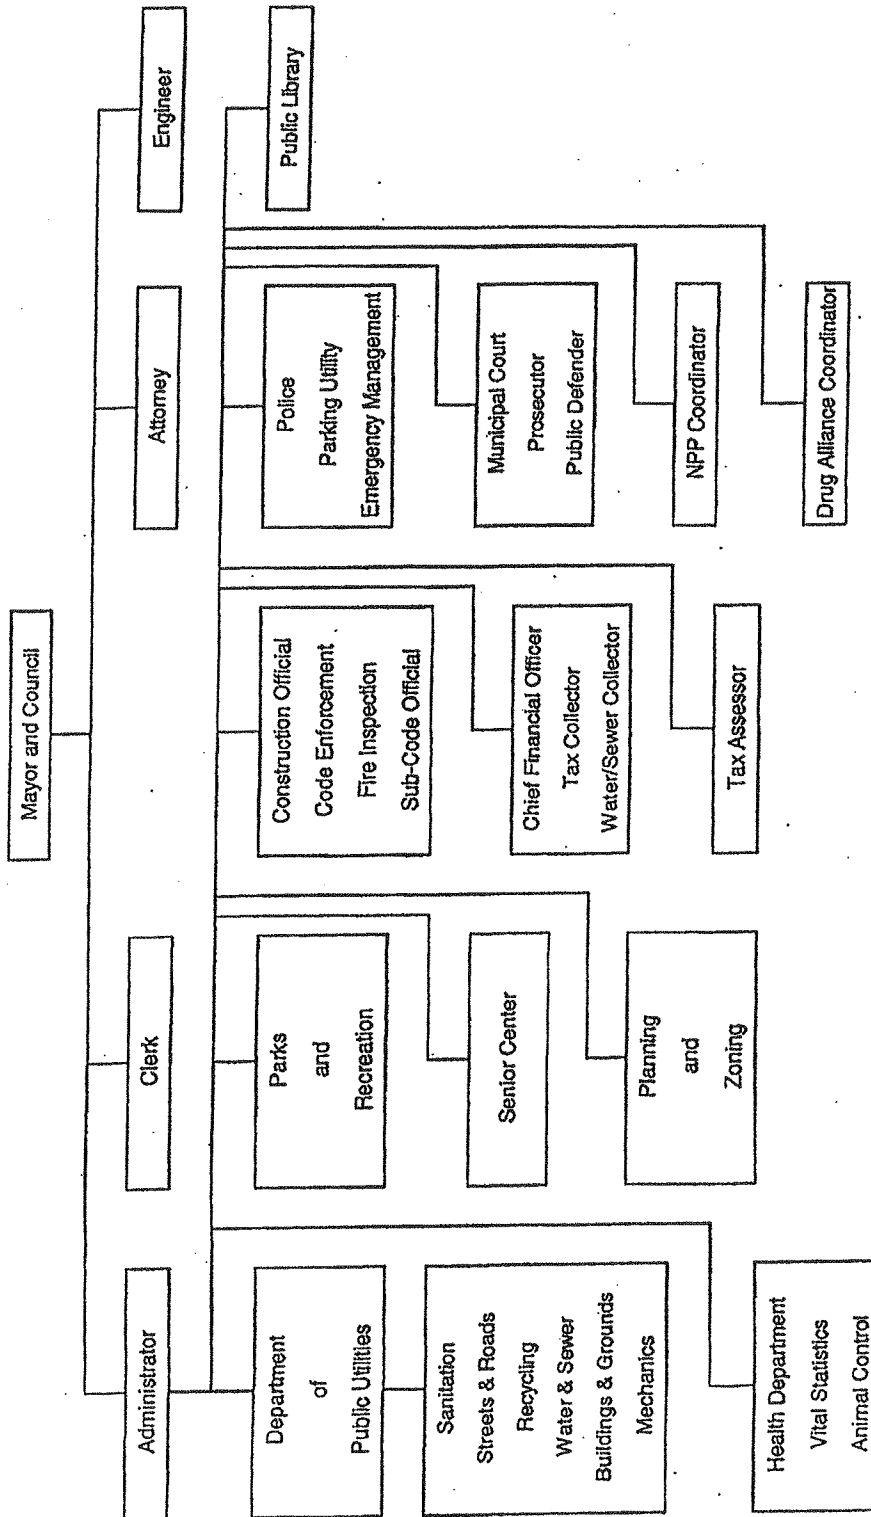 Mayor and Council
Administrator
Clerk
Attorney
Engineer
Department
of
Public Utilities
Parks
and
Recreation
Construction Official
Code Enforcement
Fire Inspection
Sub-Code Official
Police
Parking Utility
Emergency Management
Public Library
Sanitation
Streets & Roads
Recycling
Water & Sewer
Buildings & Grounds
Mechanics
Senior Center
Chief Financial Officer
Tax Collector
Water/Sewer Collector
Municipal Court
Prosecutor
Public Defender
Planning
and
Zoning
Tax Assessor
NPP Coordinator
Health Department
Vital Statistics
Animal Control
Drug Alliance Coordinator